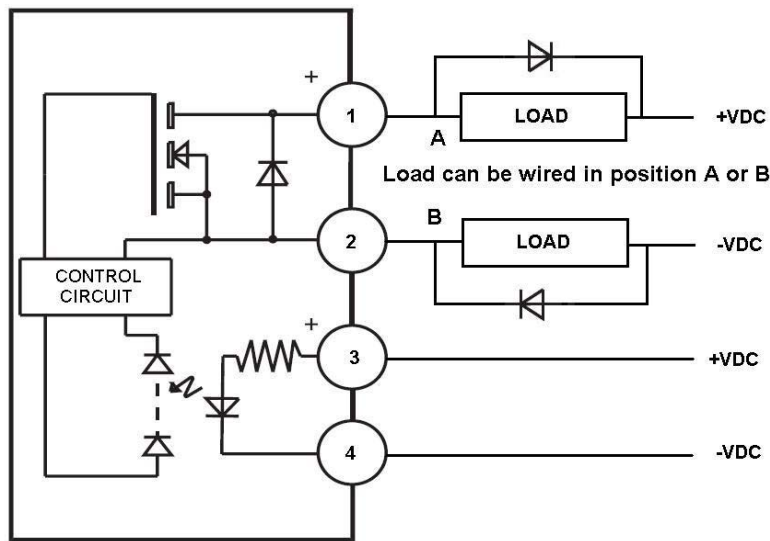 +
1
A
LOAD
+VDC
Load can be wired in position A or B
2
B
LOAD
-VDC
CONTROL
CIRCUIT
+
3
+VDC
4
-VDC